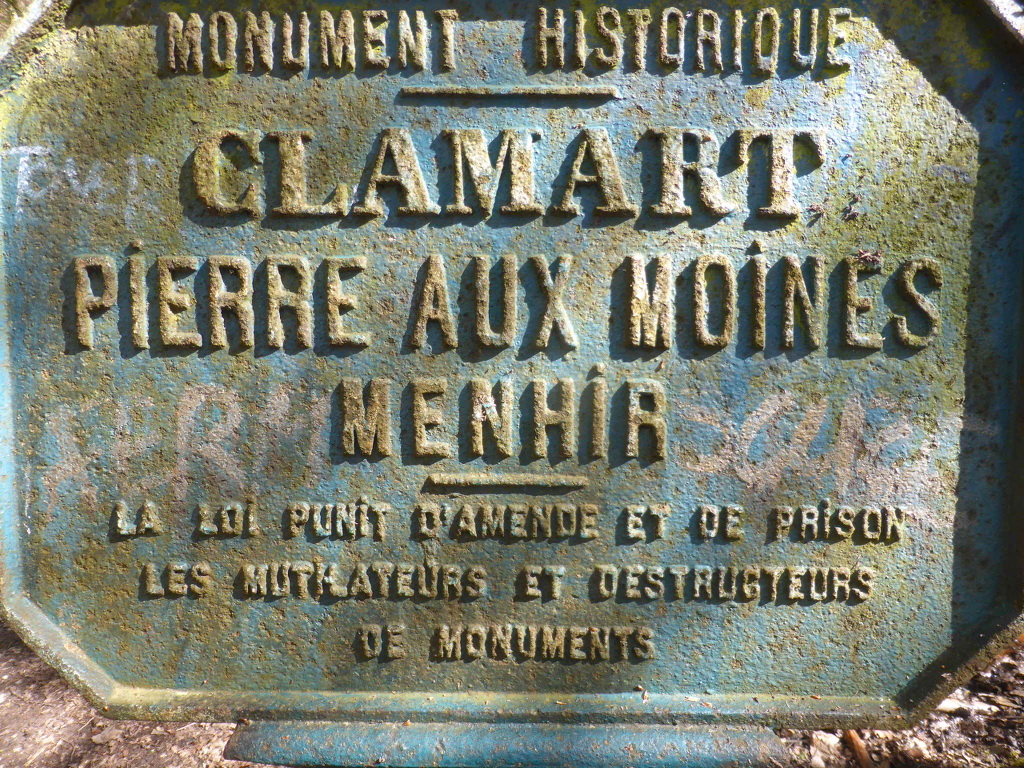 MONUMENT HISTORIQUE
CLAMART
PiERRE AUX MOiNES
MENHiR
LA LOi PUNiT D'AMENDE ET DE PRiSON
LES MUTiLATEURS ET DESTRUCTEURS
DE MONUMENTS